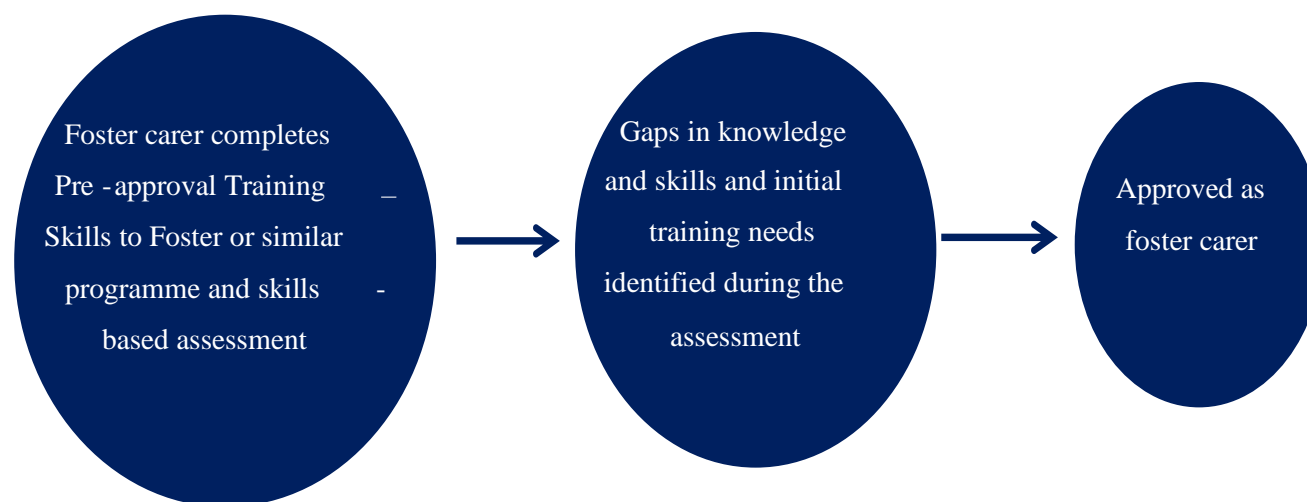 Foster carer completes
Pre -approval Training _
Skills to Foster or similar
programme and skills -
based assessment
Gaps in knowledge
and skills and initial
training needs
identified during the
assessment
Approved as
foster carer